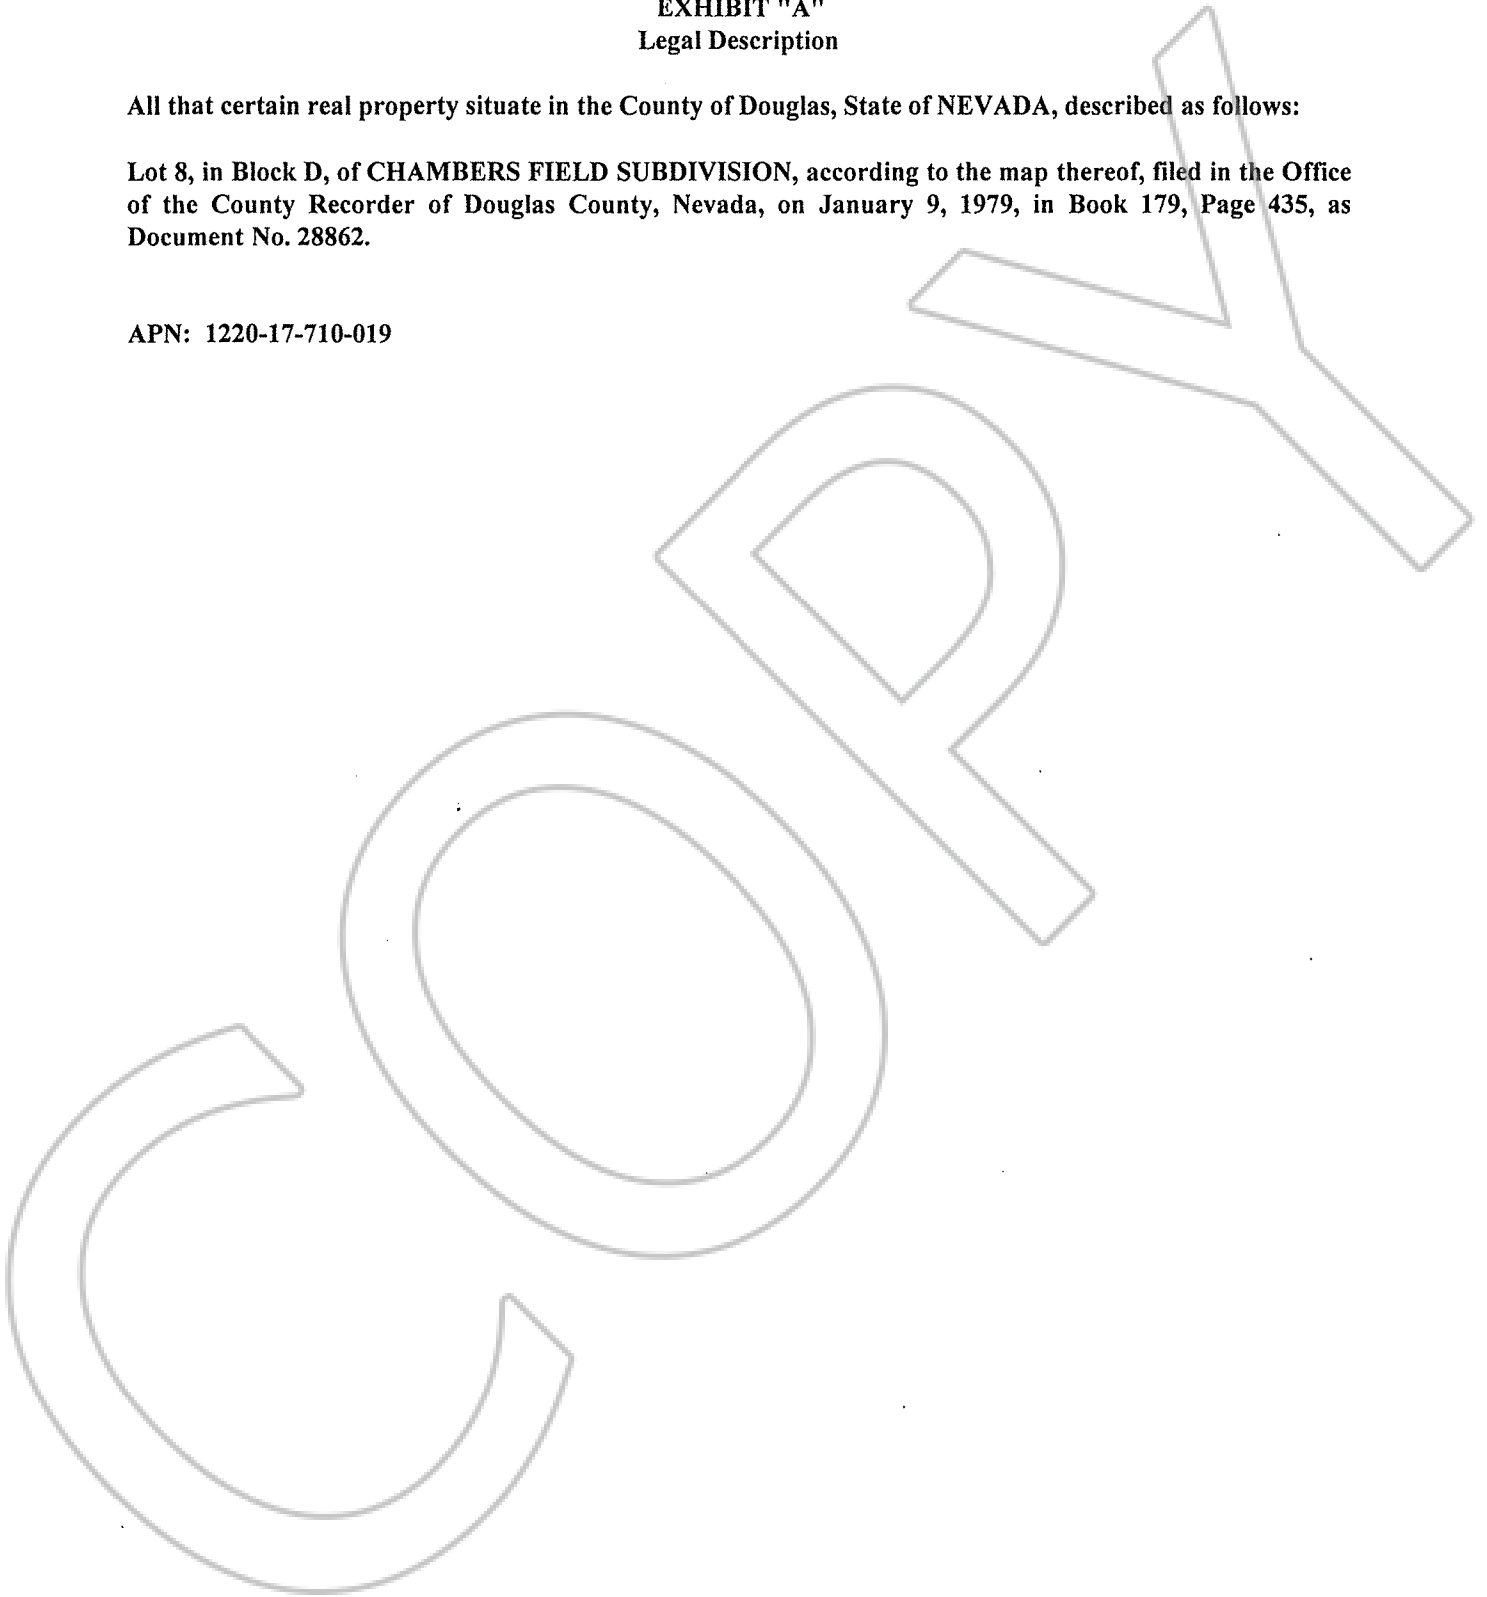 EXHIBIT "A"
Legal Description
All that certain real property situate in the County of Douglas, State of NEVADA, described as follows:
Lot 8, in Block D, of CHAMBERS FIELD SUBDIVISION, according to the map thereof, filed in the Office
of the County Recorder of Douglas County, Nevada, on January 9, 1979, in Book 179, Page 435, as
Document No. 28862.
APN: 1220-17-710-019
COPY